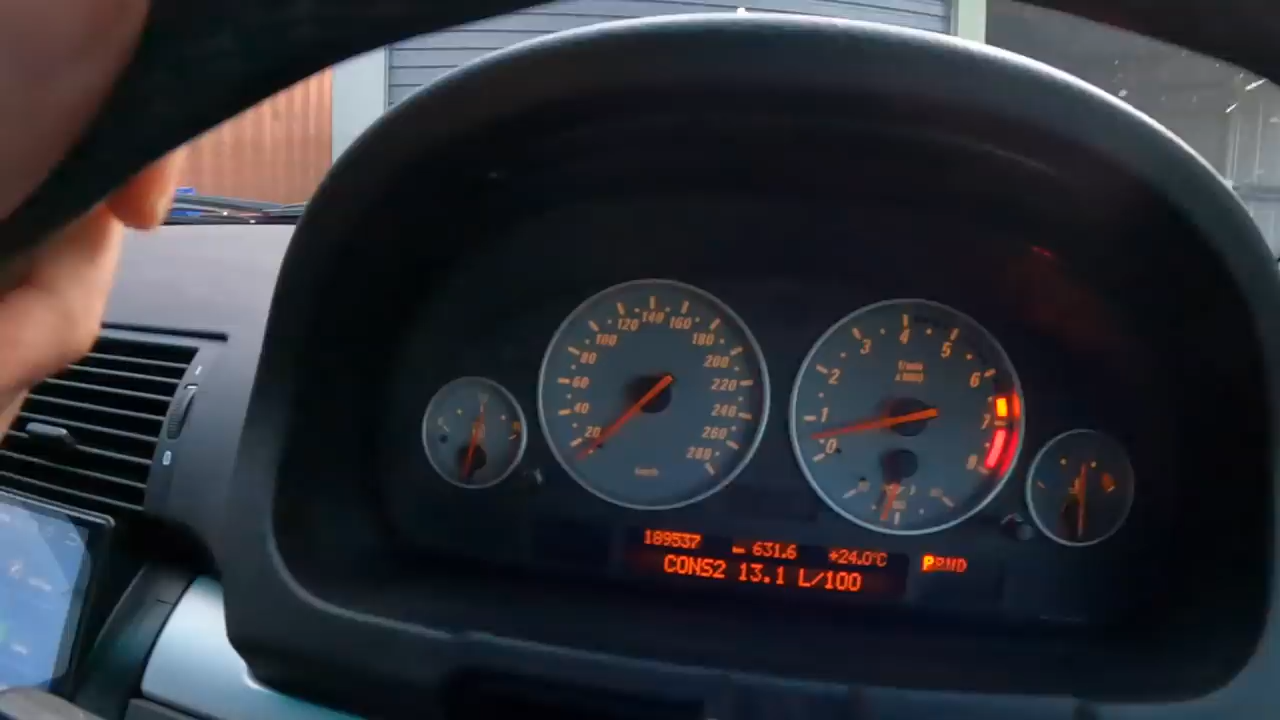 20 40 60 80 100 120 140 160 180 200 220 240 260 280
km/h
0 1 2 3 4 5 6 7 8
1/min
x1000
189537 631.6 +24.0°C PRND
CONS2 13.1 L/100